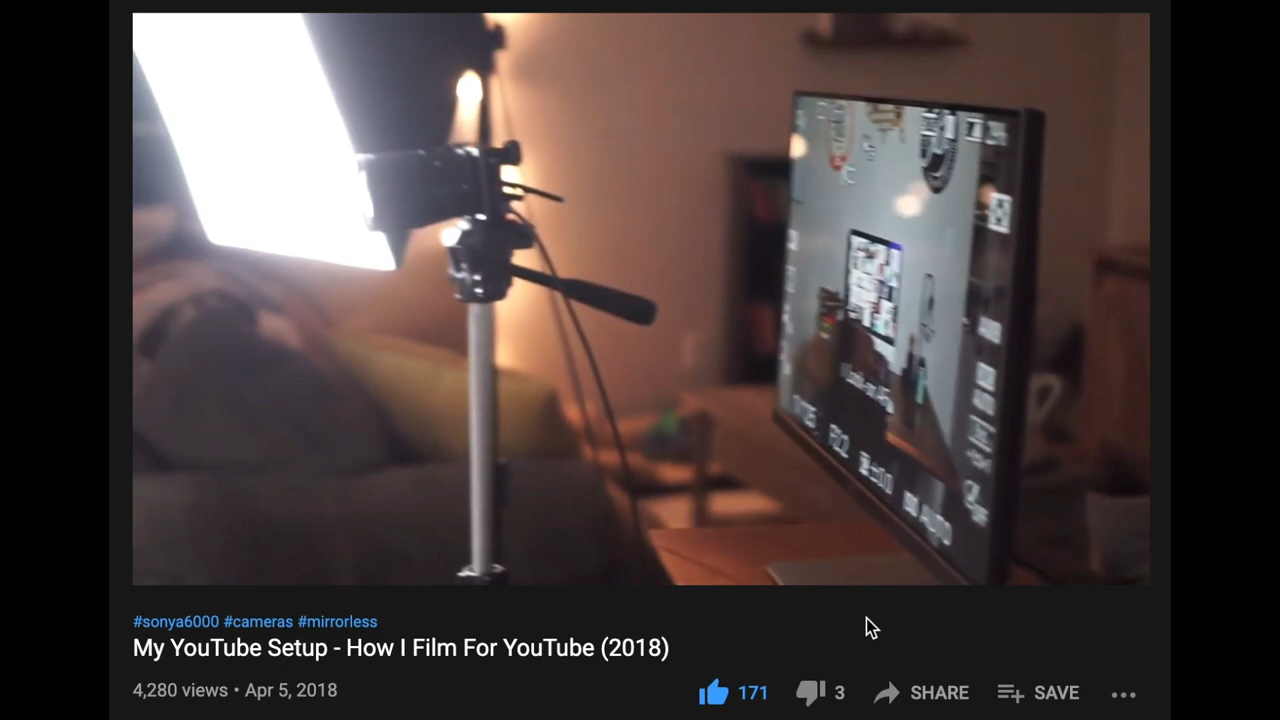 #sonya6000 #cameras #mirrorless
My YouTube Setup - How I Film For YouTube (2018)
4,280 views • Apr 5, 2018
171
3
SHARE
SAVE